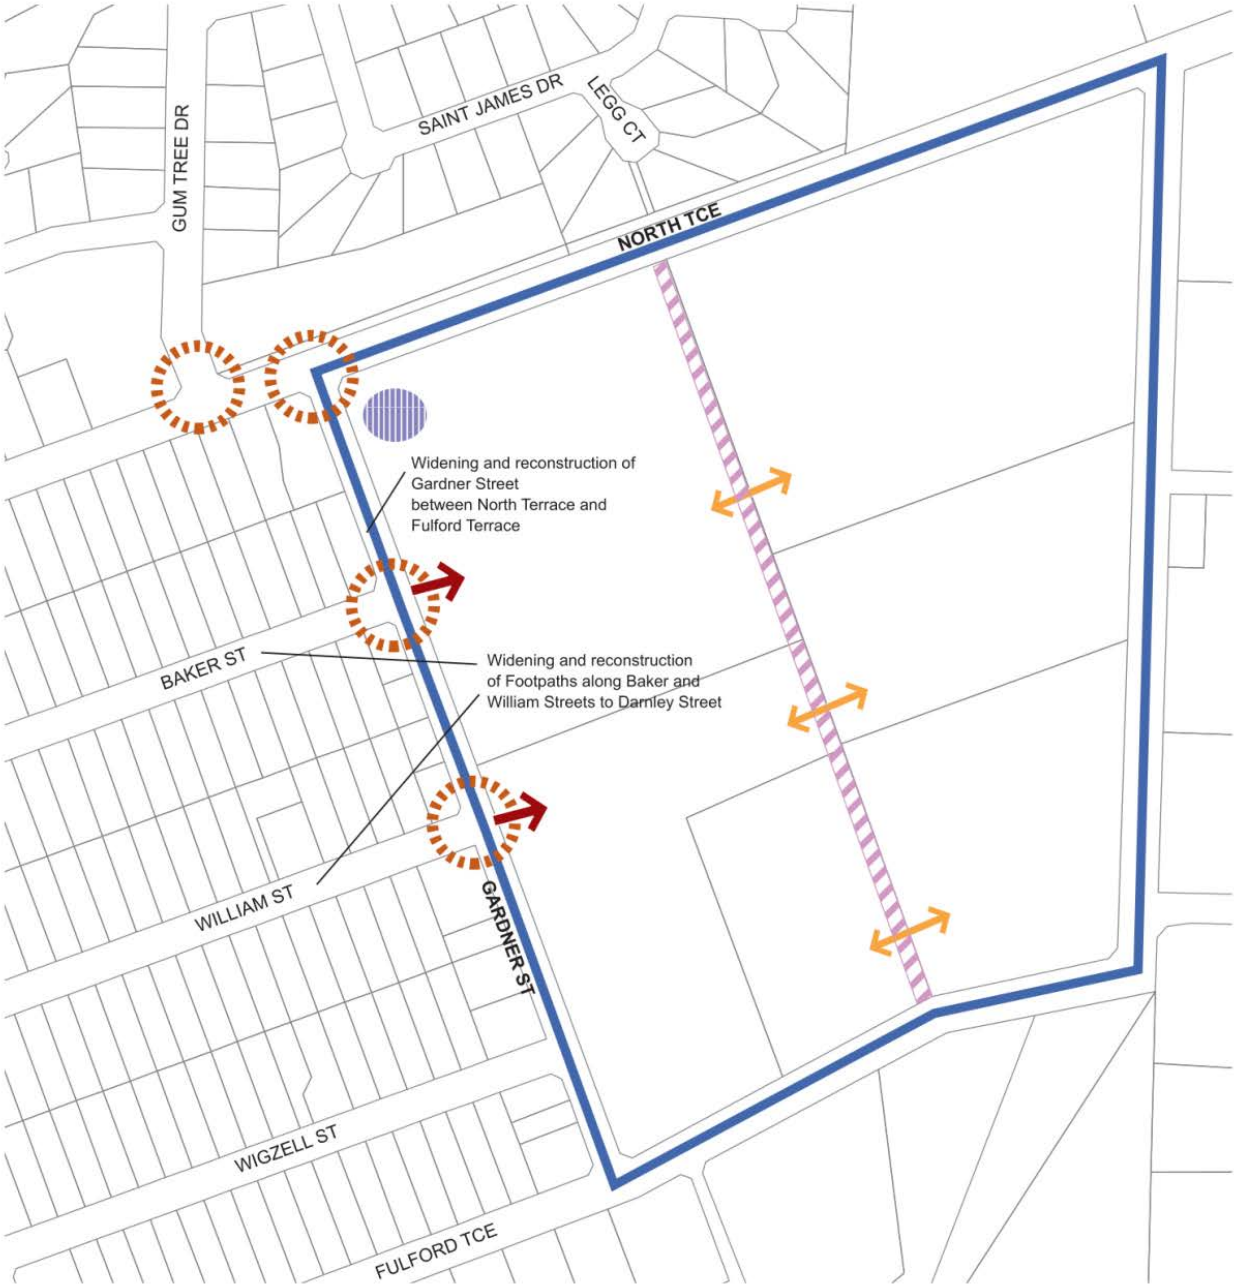 GUM TREE DR
SAINT JAMES DR
LEGG CT
NORTH TCE
Widening and reconstruction of
Gardner Street
between North Terrace and
Fulford Terrace
BAKER ST
Widening and reconstruction
of Footpaths along Baker and
William Streets to Darnley Street
WILLIAM ST
GARDNER ST
WIGZELL ST
FULFORD TCE